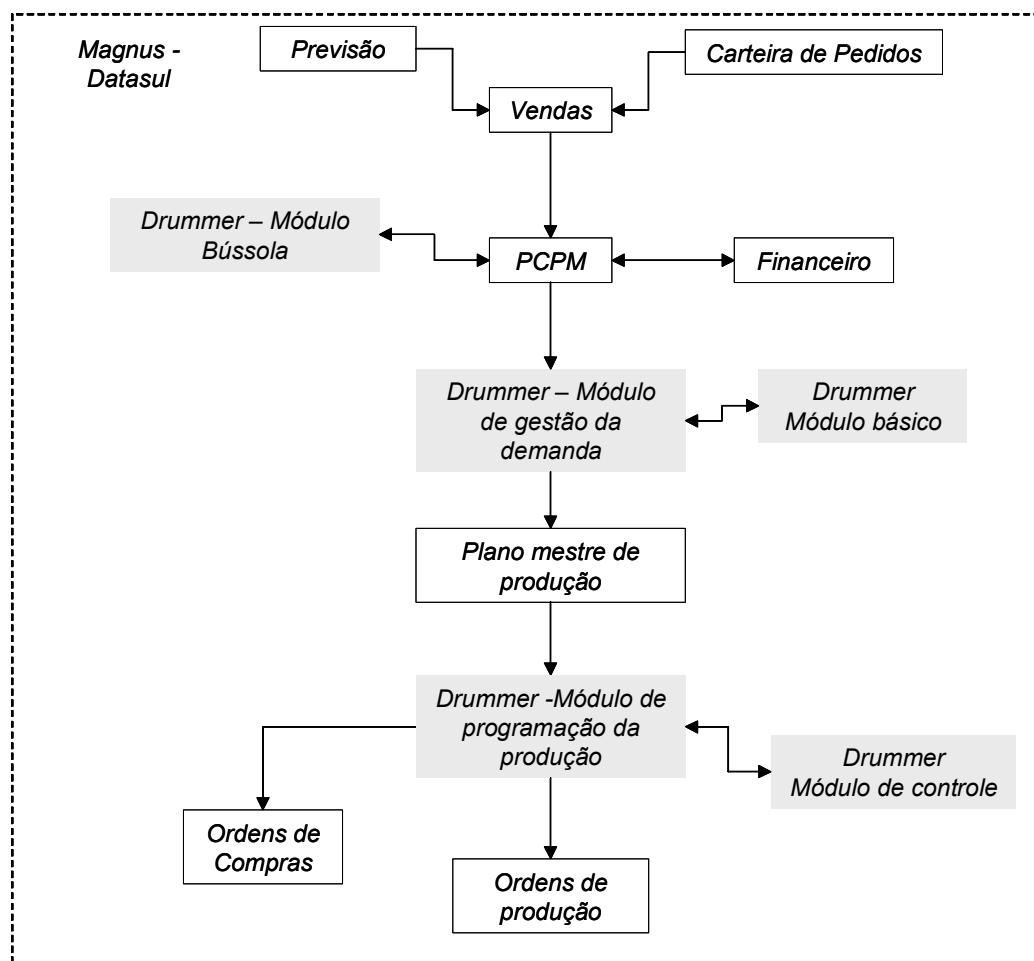 Magnus -
Datasul
Previsão
Carteira de Pedidos
Vendas
Drummer – Módulo
Bússola
PCPM
Financeiro
Drummer – Módulo
de gestão da
demanda
Drummer
Módulo básico
Plano mestre de
produção
Drummer -Módulo de
programação da
produção
Drummer
Módulo de controle
Ordens de
Compras
Ordens de
produção